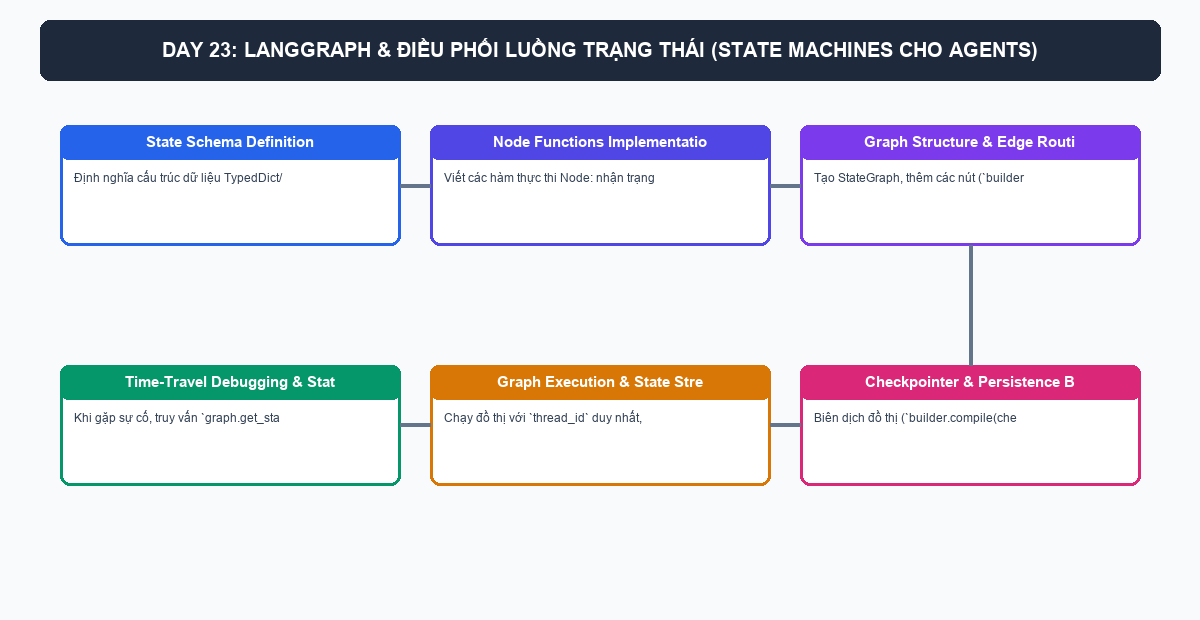 DAY 23: LANGGRAPH & ĐIỀU PHỐI LUỒNG TRẠNG THÁI (STATE MACHINES CHO AGENTS)
State Schema Definition
Định nghĩa cấu trúc dữ liệu TypedDict/
Node Functions Implementatio
Viết các hàm thực thi Node: nhận trạng
Graph Structure & Edge Routi
Tạo StateGraph, thêm các nút (`builder
Time-Travel Debugging & Stat
Khi gặp sự cố, truy vấn `graph.get_sta
Graph Execution & State Stre
Chạy đồ thị với `thread_id` duy nhất,
Checkpointer & Persistence B
Biên dịch đồ thị (`builder.compile(che